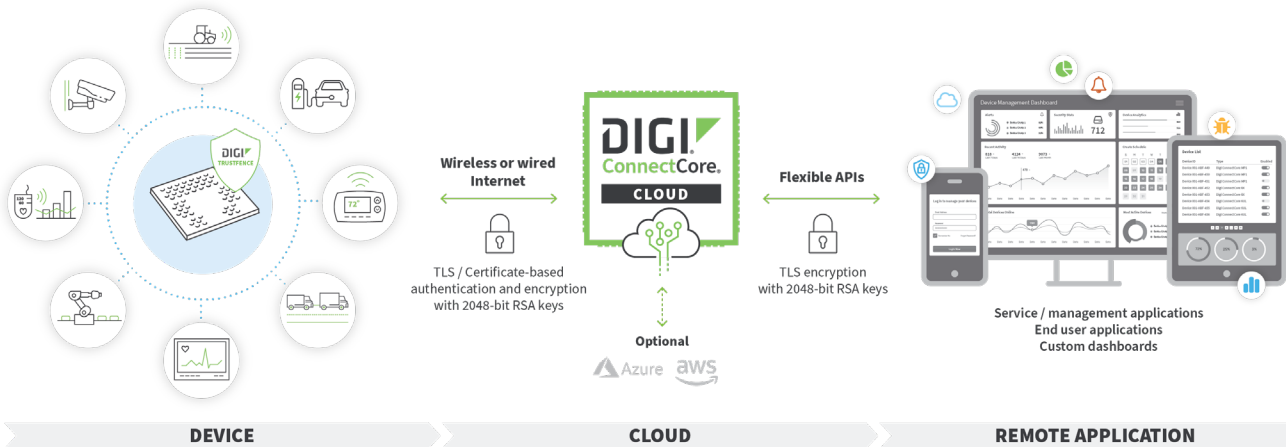 DIGI
TRUSTFENCE
72°
Wireless or wired
Internet
TLS / Certificate-based
authentication and encryption
with 2048-bit RSA keys
DIGI
ConnectCore®
CLOUD
Optional
Azure
aws
Flexible APIs
TLS encryption
with 2048-bit RSA keys
Device Management Dashboard
712
Service / management applications
End user applications
Custom dashboards
DEVICE
CLOUD
REMOTE APPLICATION